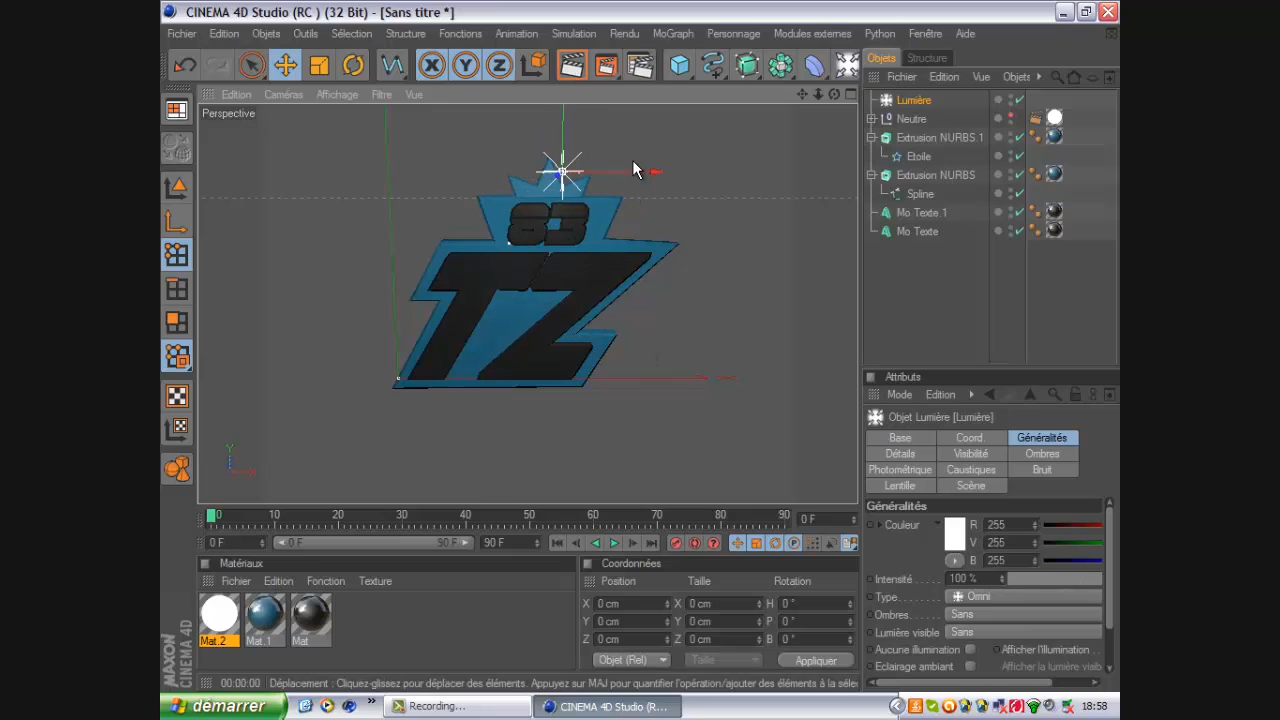 CINEMA 4D Studio (RC ) (32 Bit) - [Sans titre *]
Fichier Edition Objets Outils Sélection Structure Fonctions Animation Simulation Rendu MoGraph Personnage Modules externes Python Fenêtre Aide
X Y Z
Objets Structure
Fichier Edition Vue Objets
Edition Caméras Affichage Filtre Vue
Perspective
Lumière
Neutre
Extrusion NURBS.1
Etoile
Extrusion NURBS
Spline
Mo Texte.1
Mo Texte
83
TZ
Y
X
Attributs
Mode Edition
Objet Lumière [Lumière]
Base Coord. Généralités
Détails Visibilité Ombres
Photométrique Caustiques Bruit
Lentille Scène
Généralités
Couleur R 255
V 255
B 255
Intensité 100 %
Type Omni
Ombres Sans
Lumière visible Sans
Aucune illumination Afficher l'illumination
Eclairage ambiant Afficher la lumière visib
0 10 20 30 40 50 60 70 80 90 0 F
0 F 0 F 90 F 90 F
Matériaux
Fichier Edition Fonction Texture
Mat.2 Mat.1 Mat
Coordonnées
Position Taille Rotation
X 0 cm X 0 cm H 0 °
Y 0 cm Y 0 cm P 0 °
Z 0 cm Z 0 cm B 0 °
Objet (Rel) Taille Appliquer
MAXON
CINEMA 4D
00:00:00 Déplacement : Cliquez-glissez pour déplacer des éléments. Appuyez sur MAJ pour quantifier l'opération/ajouter des éléments à la séle
démarrer Recording... CINEMA 4D Studio (R... 18:58